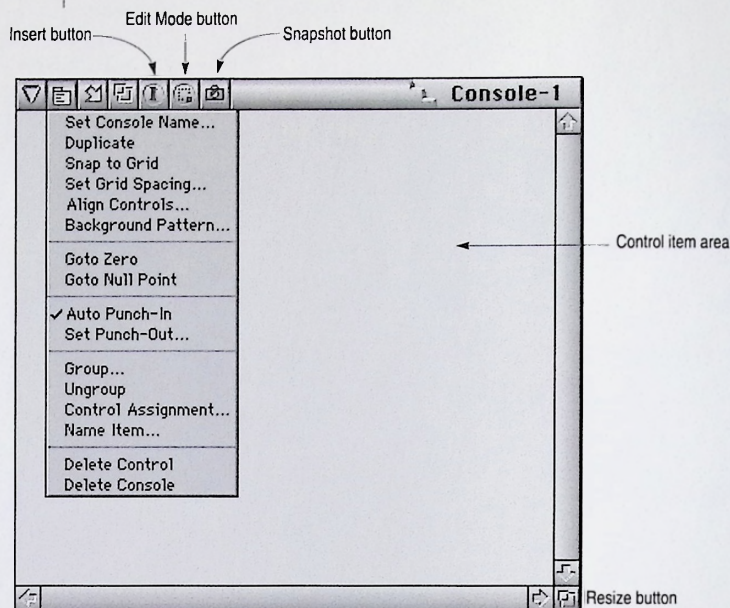 Edit Mode button
Insert button
Snapshot button
Console-1
Set Console Name...
Duplicate
Snap to Grid
Set Grid Spacing...
Align Controls...
Background Pattern...
Control item area
Goto Zero
Goto Null Point
✓ Auto Punch-In
Set Punch-Out...
Group...
Ungroup
Control Assignment...
Name Item...
Delete Control
Delete Console
Resize button